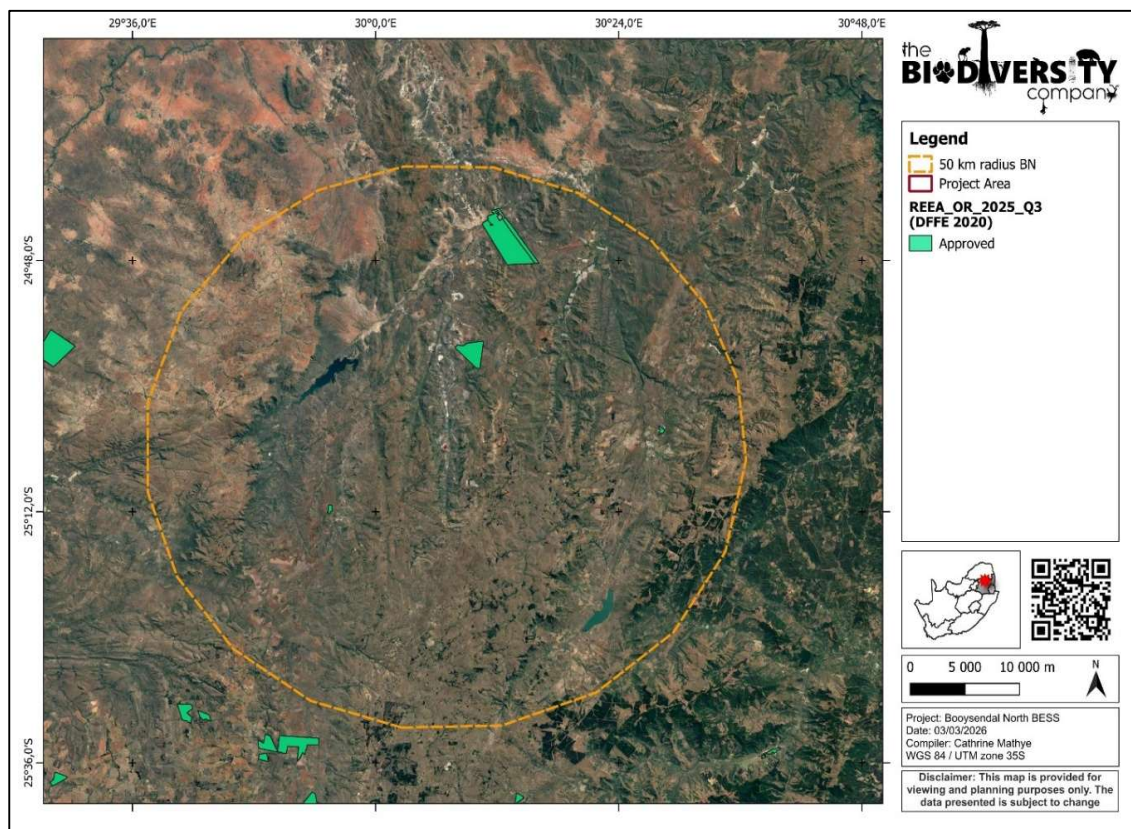 29°36,0'E
30°0,0'E
30°24,0'E
30°48,0'E
24°48,0'S
25°12,0'S
25°36,0'S
the
BIODIVERSITY
company
Legend
50 km radius BN
Project Area
REEA_OR_2025_Q3
(DFFE 2020)
Approved
0 5 000 10 000 m
N
Project: Booysendal North BESS
Date: 03/03/2026
Compiler: Cathrine Mathye
WGS 84 / UTM zone 35S
Disclaimer: This map is provided for
viewing and planning purposes only. The
data presented is subject to change